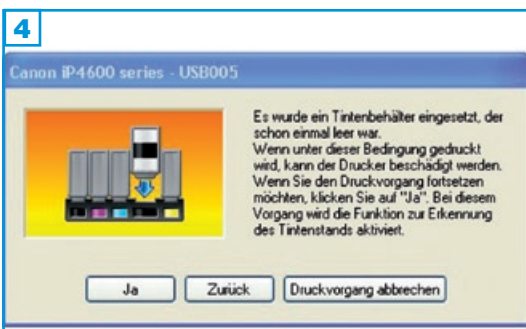 4
Canon iP4600 series - USB005
Es wurde ein Tintenbehälter eingesetzt, der
schon einmal leer war.
Wenn unter dieser Bedingung gedruckt
wird, kann der Drucker beschädigt werden.
Wenn Sie den Druckvorgang fortsetzen
möchten, klicken Sie auf "Ja". Bei diesem
Vorgang wird die Funktion zur Erkennung
des Tintenstands aktiviert.
Ja Zurück Druckvorgang abbrechen